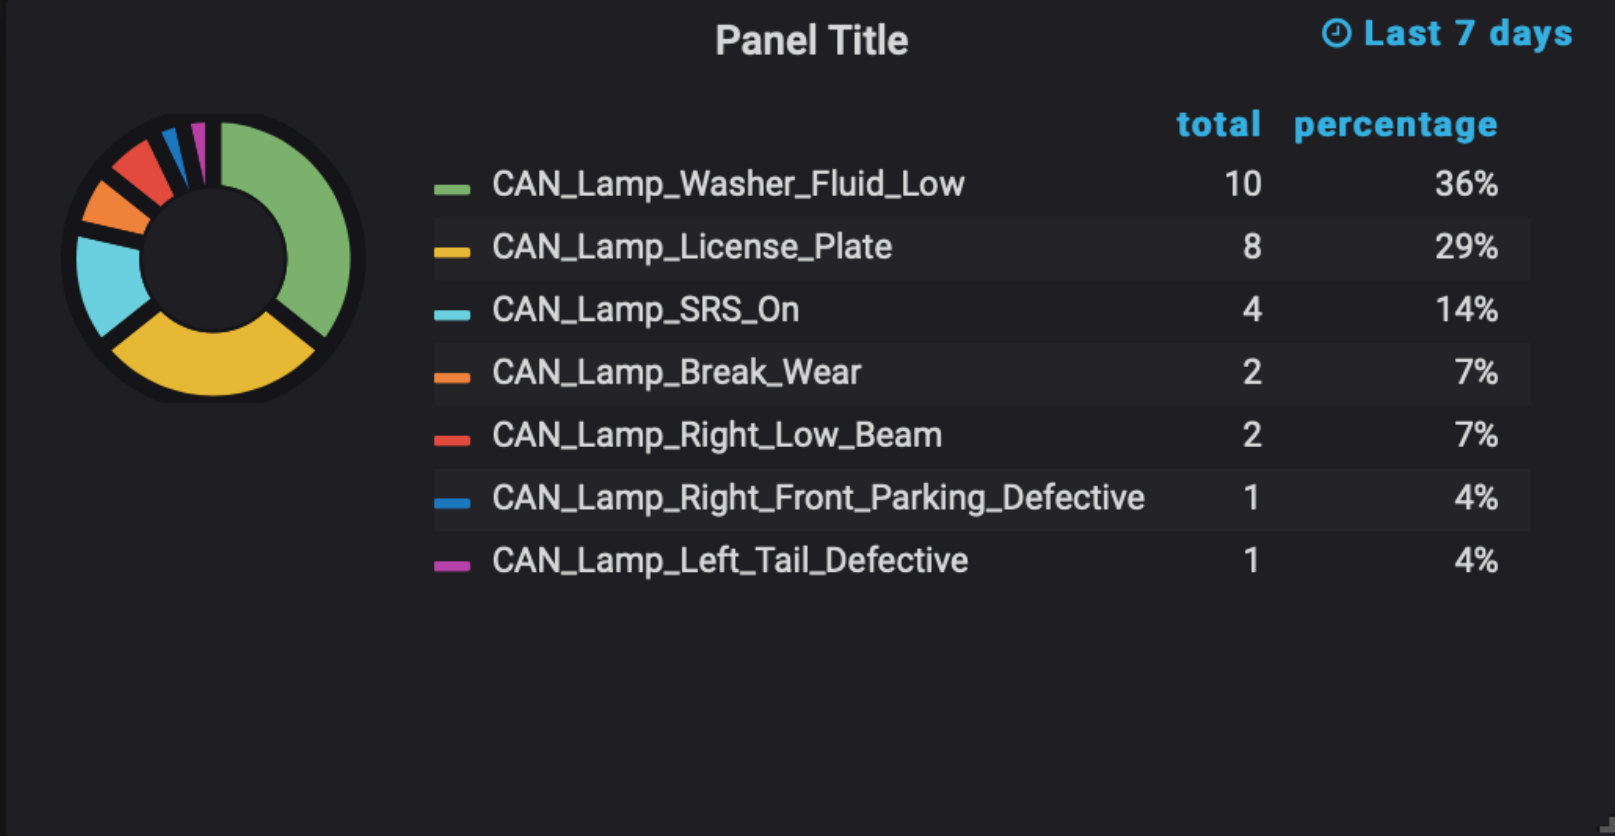 Panel Title
Last 7 days
total percentage
CAN_Lamp_Washer_Fluid_Low 10 36%
CAN_Lamp_License_Plate 8 29%
CAN_Lamp_SRS_On 4 14%
CAN_Lamp_Break_Wear 2 7%
CAN_Lamp_Right_Low_Beam 2 7%
CAN_Lamp_Right_Front_Parking_Defective 1 4%
CAN_Lamp_Left_Tail_Defective 1 4%